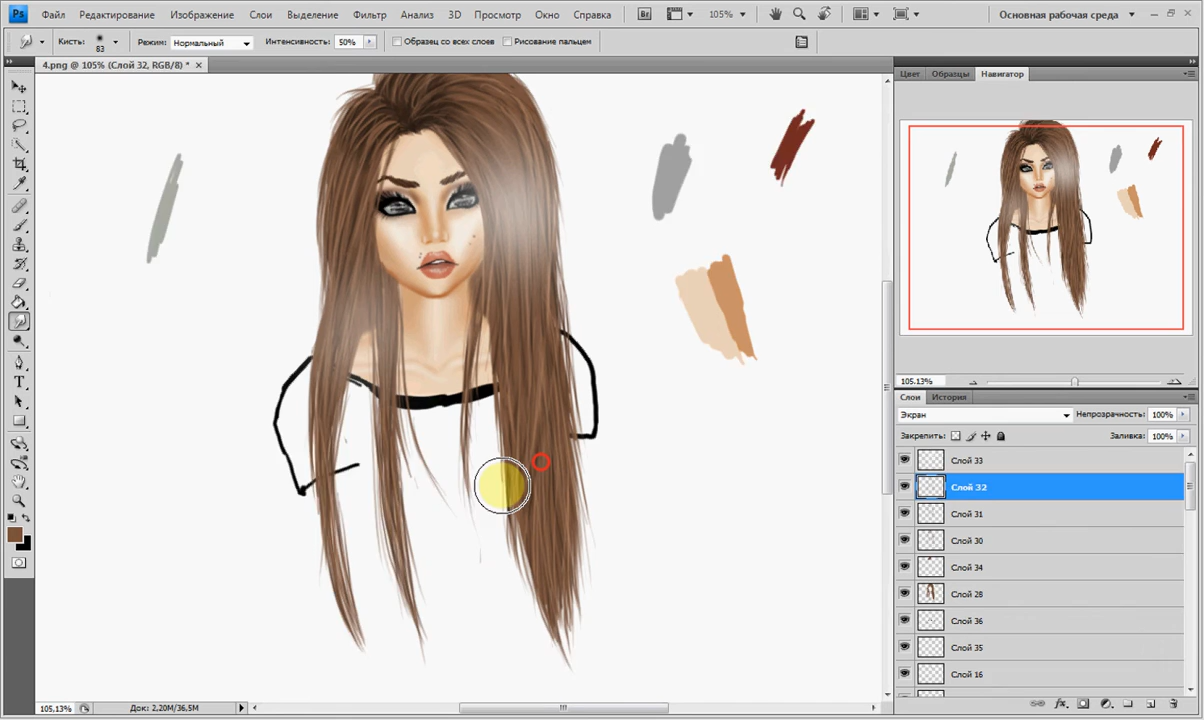 Ps Файл Редактирование Изображение Слои Выделение Фильтр Анализ 3D Просмотр Окно Справка Br 105% Основная рабочая среда
Кисть: 83 Режим: Нормальный Интенсивность: 50% Образец со всех слоев Рисование пальцем
4.png @ 105% (Слой 32, RGB/8) *
Цвет Образцы Навигатор
105.13%
Слои История
Экран Непрозрачность: 100%
Закрепить: Заливка: 100%
Слой 33
Слой 32
Слой 31
Слой 30
Слой 34
Слой 28
Слой 36
Слой 35
Слой 16
105,13% Док: 2,20M/36,5M